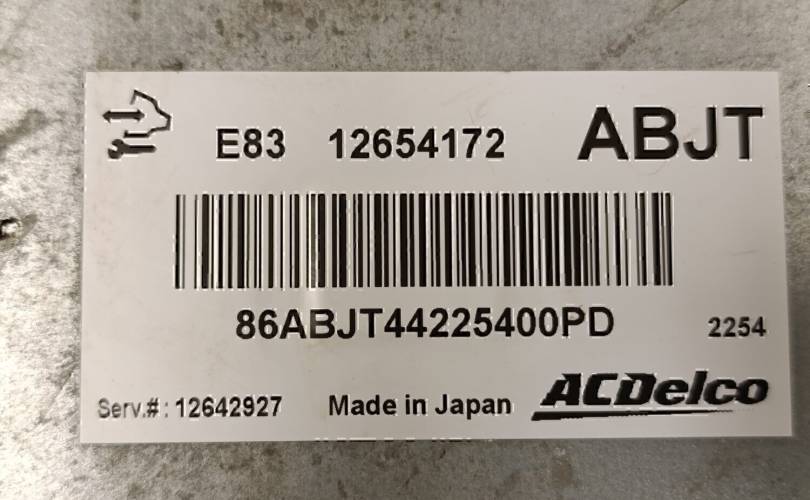 E83 12654172 ABJT
86ABJT44225400PD 2254
Serv.#: 12642927 Made in Japan ACDelco